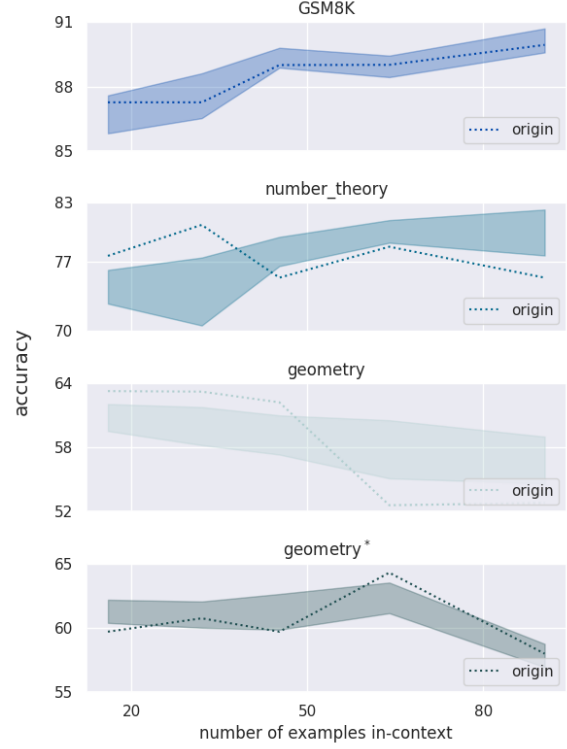 GSM8K
91
88
85
origin
number_theory
83
77
70
origin
accuracy
geometry
64
58
52
origin
geometry*
65
60
55
origin
20 50 80
number of examples in-context